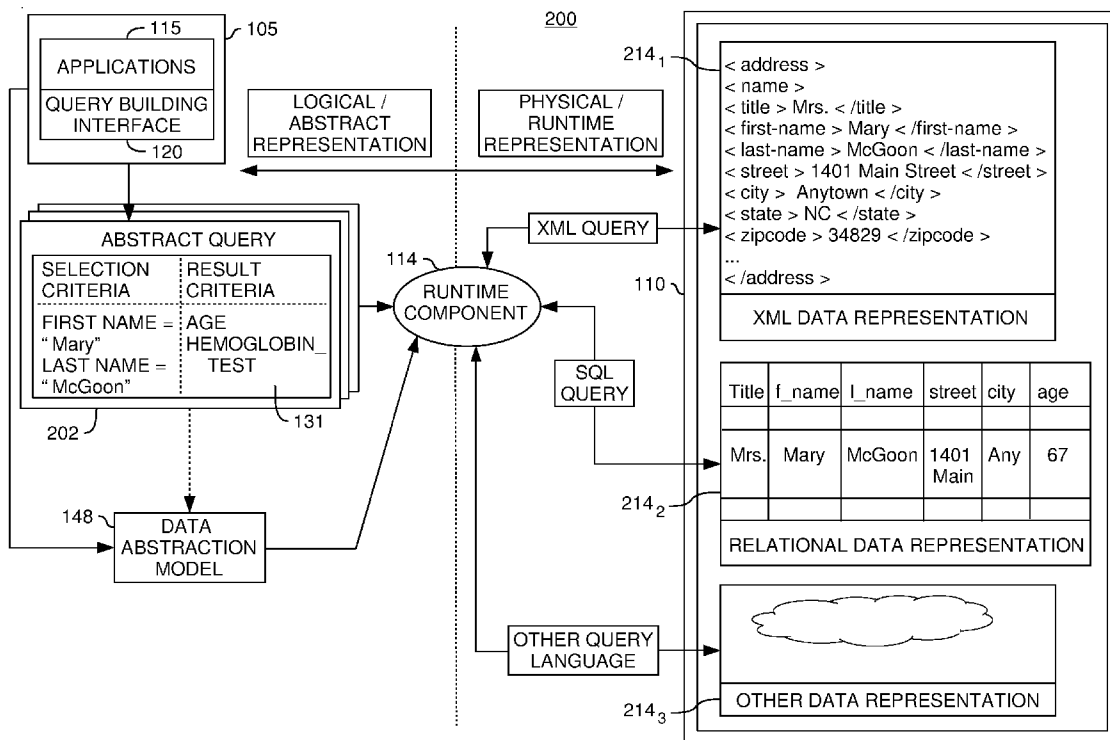 200
115
105
APPLICATIONS
QUERY BUILDING
INTERFACE
120
LOGICAL /
ABSTRACT
REPRESENTATION
PHYSICAL /
RUNTIME
REPRESENTATION
ABSTRACT QUERY
SELECTION
CRITERIA
RESULT
CRITERIA
FIRST NAME =
"Mary"
LAST NAME =
"McGoon"
AGE
HEMOGLOBIN_
TEST
131
202
148
DATA
ABSTRACTION
MODEL
114
RUNTIME
COMPONENT
XML QUERY
SQL
QUERY
OTHER QUERY
LANGUAGE
110
214₁
< address >
< name >
< title > Mrs. < /title >
< first-name > Mary < /first-name >
< last-name > McGoon < /last-name >
< street > 1401 Main Street < /street >
< city > Anytown < /city >
< state > NC < /state >
< zipcode > 34829 < /zipcode >
...
< /address >
XML DATA REPRESENTATION
Title f_name l_name street city age
Mrs. Mary McGoon 1401 Main Any 67
214₂
RELATIONAL DATA REPRESENTATION
OTHER DATA REPRESENTATION
214₃